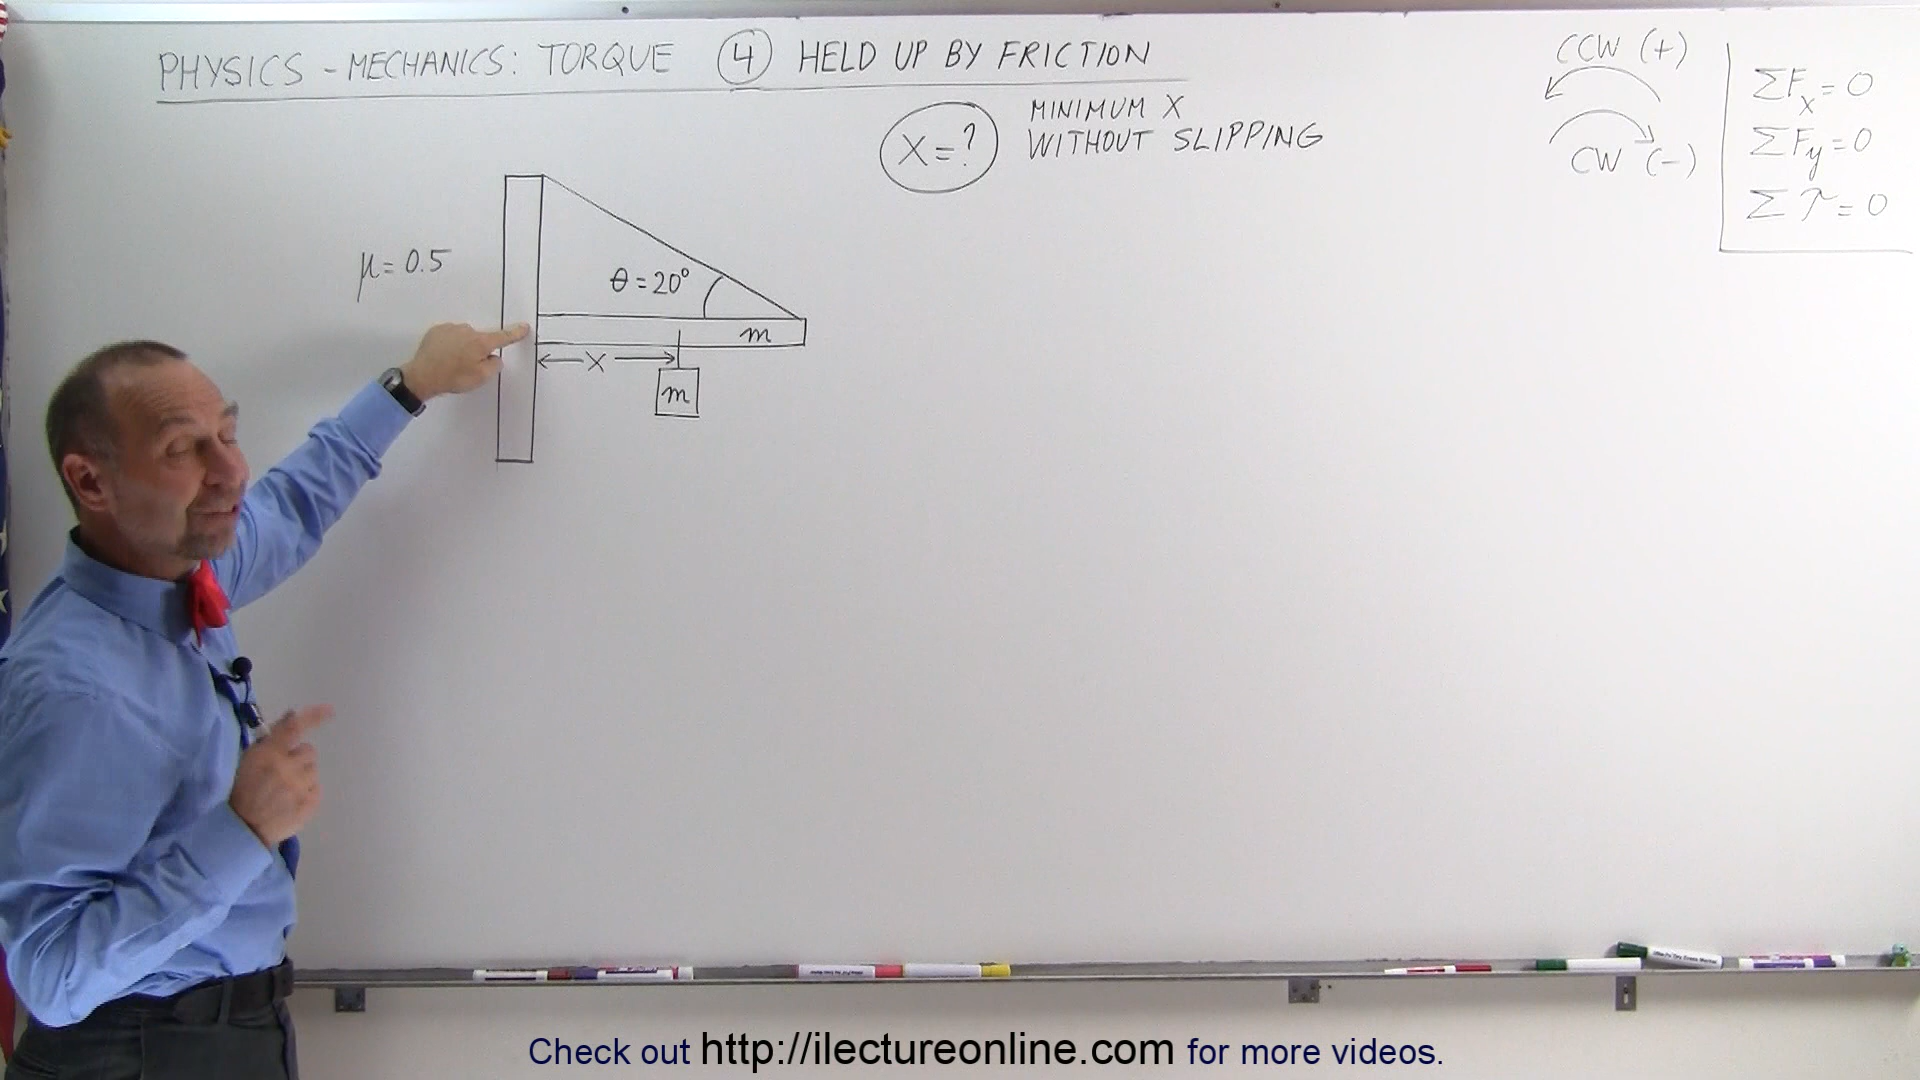 PHYSICS - MECHANICS: TORQUE ④ HELD UP BY FRICTION
X = ?
MINIMUM X
WITHOUT SLIPPING
CCW (+)
CW (-)
ΣFx = 0
ΣFy = 0
Στ = 0
μ = 0.5
θ = 20°
m
X
m
Check out http://ilectureonline.com for more videos.